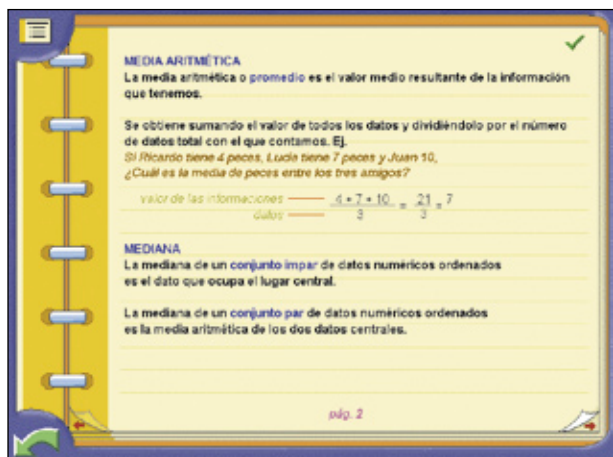 MEDIA ARITMÉTICA
La media aritmética o promedio es el valor medio resultante de la información
que tenemos.
Se obtiene sumando el valor de todos los datos y dividiéndolo por el número
de datos total con el que contamos. Ej.
Si Ricardo tiene 4 peces, Lucía tiene 7 peces y Juan 10,
¿Cuál es la media de peces entre los tres amigos?
valor de las informaciones 4 + 7 + 10 = 21 = 7
datos 3 3
MEDIANA
La mediana de un conjunto impar de datos numéricos ordenados
es el dato que ocupa el lugar central.
La mediana de un conjunto par de datos numéricos ordenados
es la media aritmética de los dos datos centrales.
pág. 2